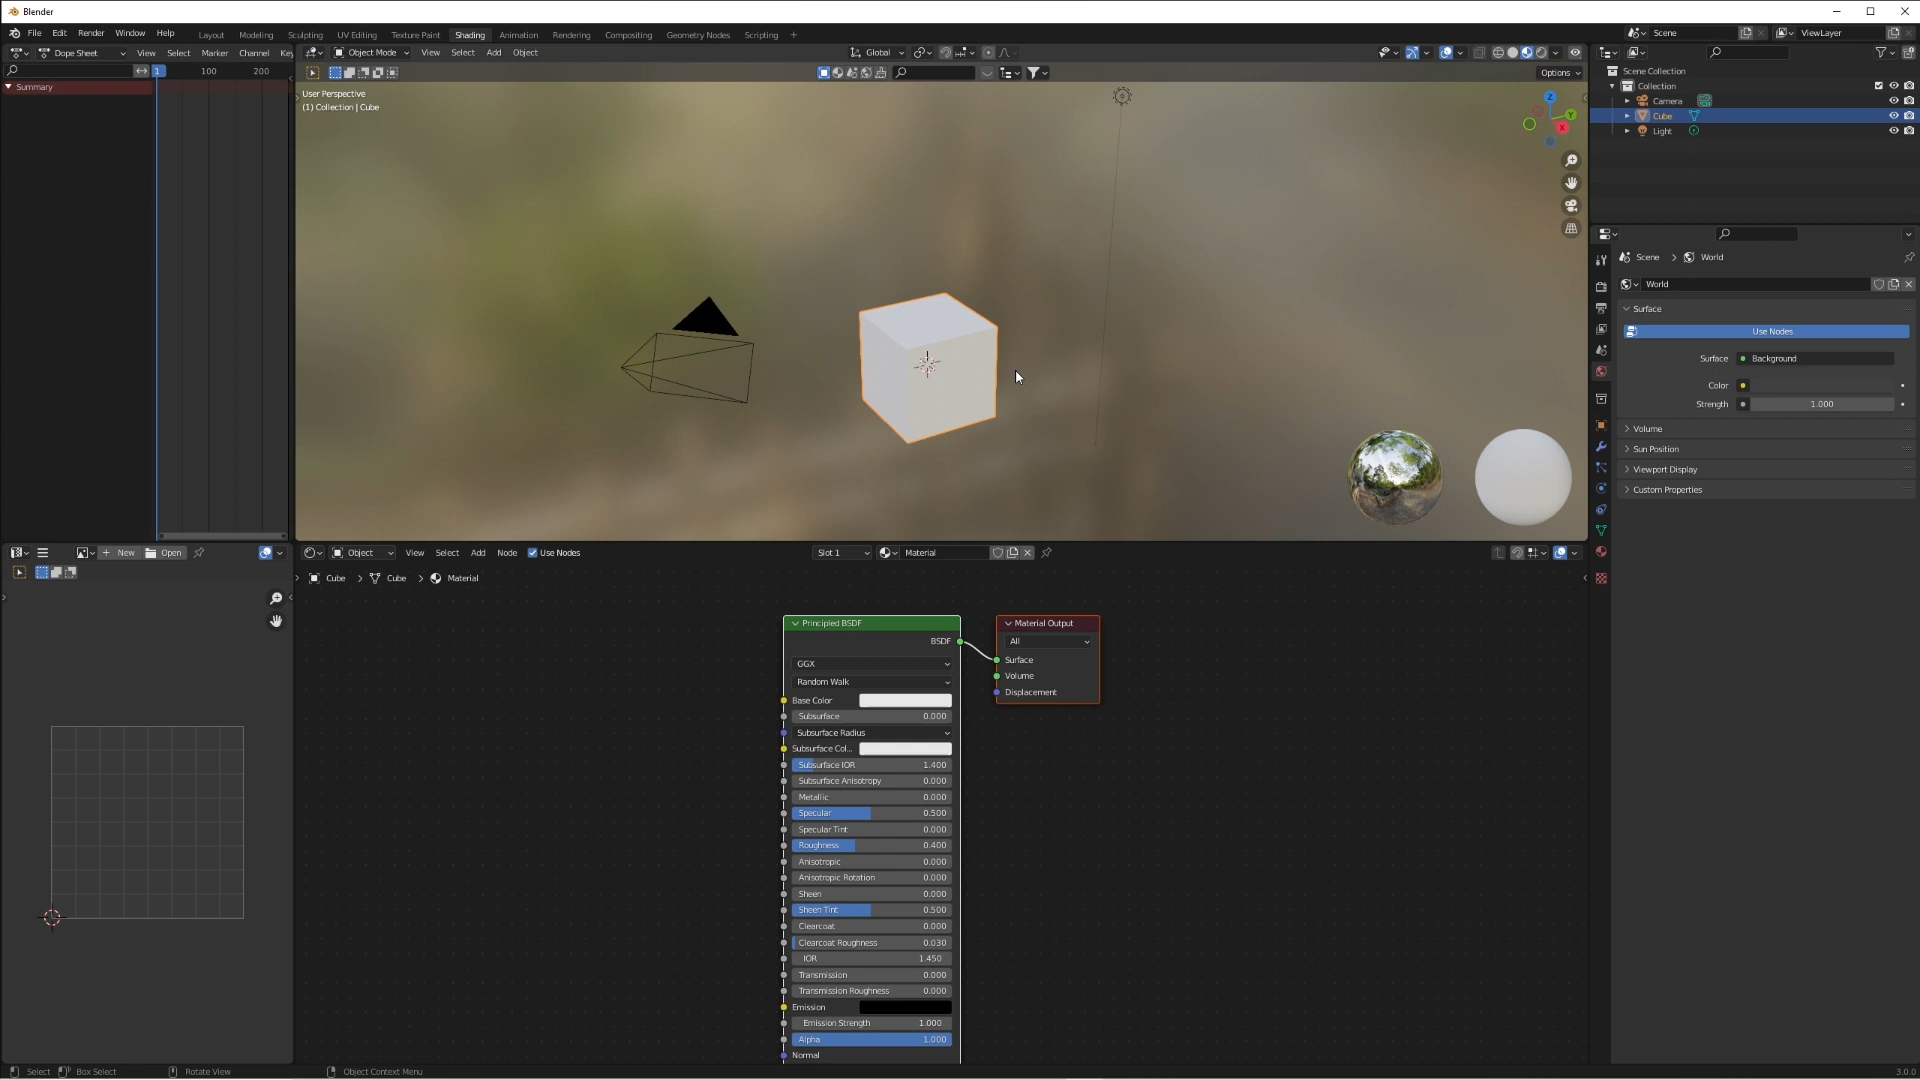 Blender
File Edit Render Window Help Layout Modeling Sculpting UV Editing Texture Paint Shading Animation Rendering Compositing Geometry Nodes Scripting + Scene ViewLayer
Dope Sheet View Select Marker Channel Key
1 100 200
Summary
Object Mode View Select Add Object Global
Options
User Perspective
(1) Collection | Cube
Z
Y
X
Scene Collection
Collection
Camera
Cube
Light
Scene > World
World
Surface
Use Nodes
Surface Background
Color
Strength 1.000
Volume
Sun Position
Viewport Display
Custom Properties
+ New Open
Object View Select Add Node Use Nodes Slot 1 Material
Cube > Cube > Material
Principled BSDF
BSDF
GGX
Random Walk
Base Color
Subsurface 0.000
Subsurface Radius
Subsurface Col...
Subsurface IOR 1.400
Subsurface Anisotropy 0.000
Metallic 0.000
Specular 0.500
Specular Tint 0.000
Roughness 0.400
Anisotropic 0.000
Anisotropic Rotation 0.000
Sheen 0.000
Sheen Tint 0.500
Clearcoat 0.000
Clearcoat Roughness 0.030
IOR 1.450
Transmission 0.000
Transmission Roughness 0.000
Emission
Emission Strength 1.000
Alpha 1.000
Normal
Material Output
All
Surface
Volume
Displacement
Select Box Select Rotate View Object Context Menu 3.0.0